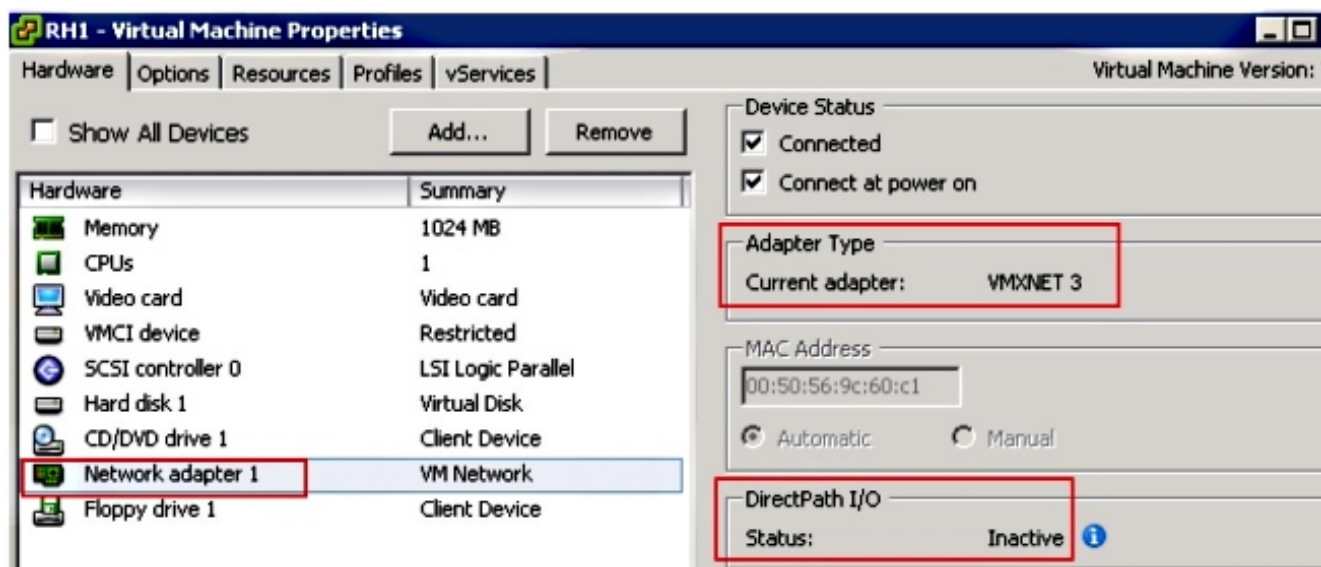 RH1 - Virtual Machine Properties
Hardware Options Resources Profiles vServices
Virtual Machine Version:
Show All Devices
Add...
Remove
Hardware Summary
Memory 1024 MB
CPUs 1
Video card Video card
VMCI device Restricted
SCSI controller 0 LSI Logic Parallel
Hard disk 1 Virtual Disk
CD/DVD drive 1 Client Device
Network adapter 1 VM Network
Floppy drive 1 Client Device
Device Status
Connected
Connect at power on
Adapter Type
Current adapter: VMXNET 3
MAC Address
00:50:56:9c:60:c1
Automatic Manual
DirectPath I/O
Status: Inactive